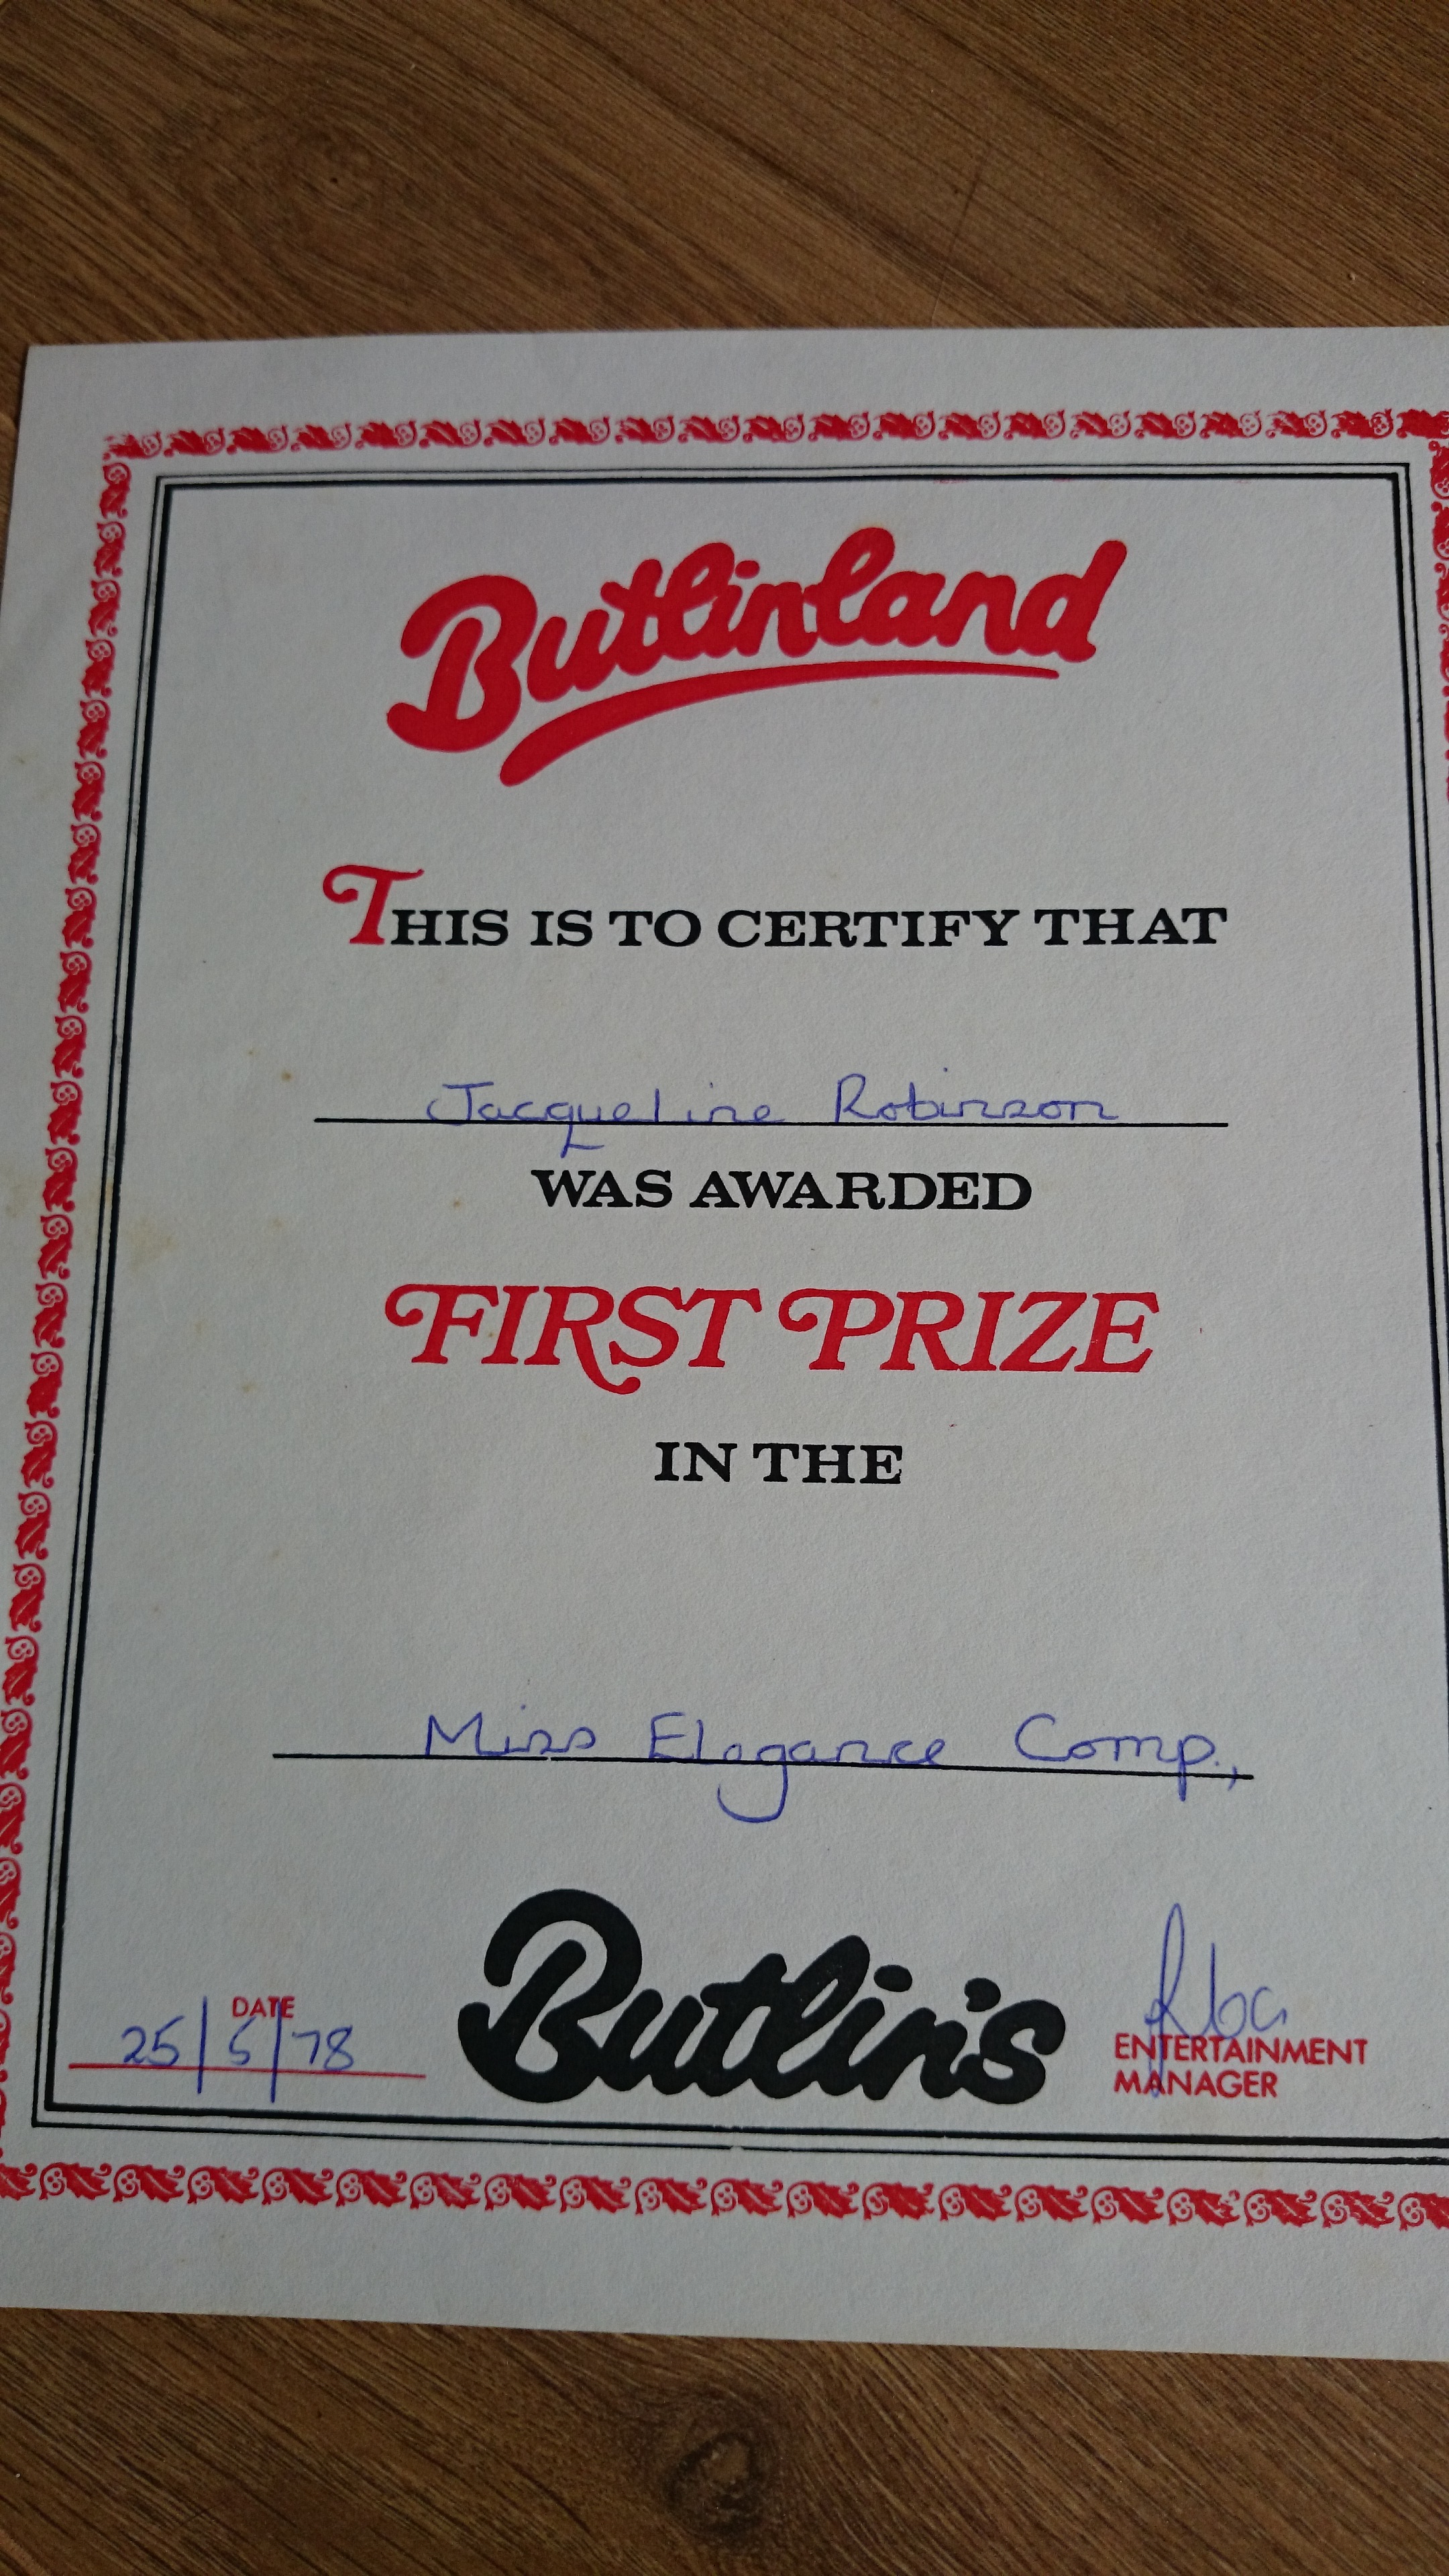 Butlinland
THIS IS TO CERTIFY THAT
Jacqueline Robinson
WAS AWARDED
FIRST PRIZE
IN THE
Miss Elegance Comp.,
DATE
25/5/78
Butlin's
ENTERTAINMENT
MANAGER